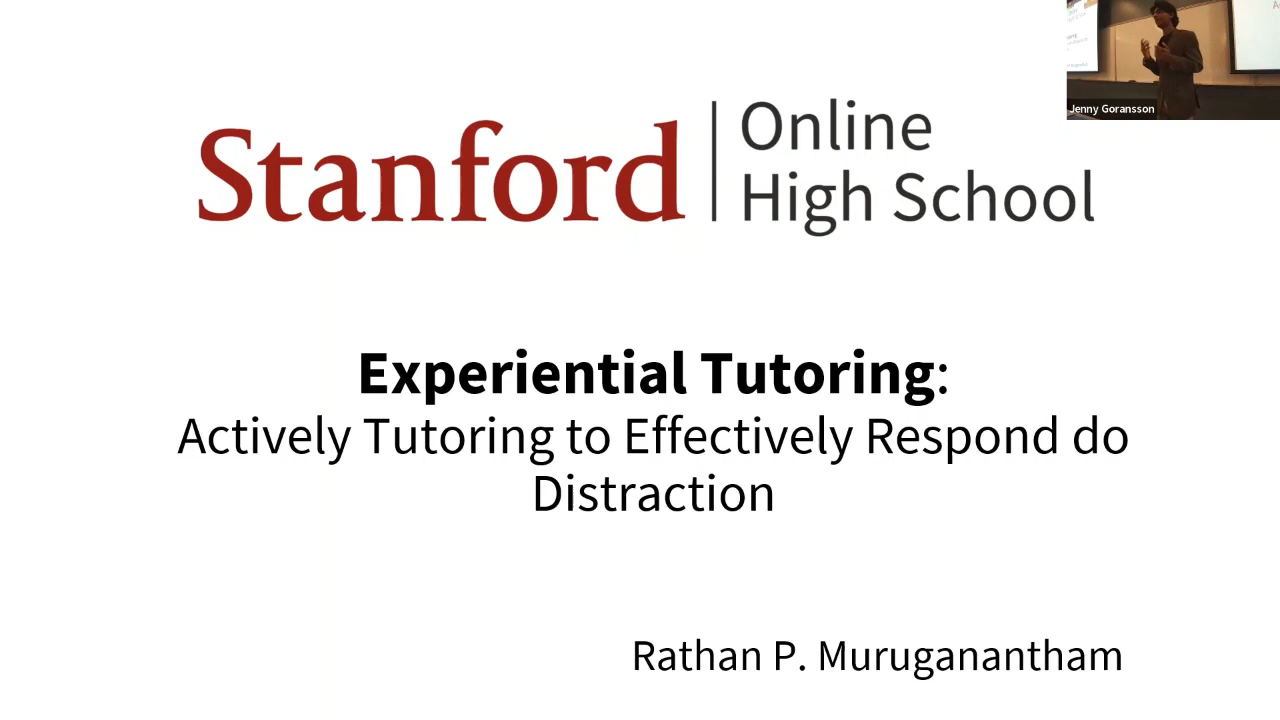 Stanford
Online
High School
Jenny Goransson
Experiential Tutoring:
Actively Tutoring to Effectively Respond do
Distraction
Rathan P. Muruganantham